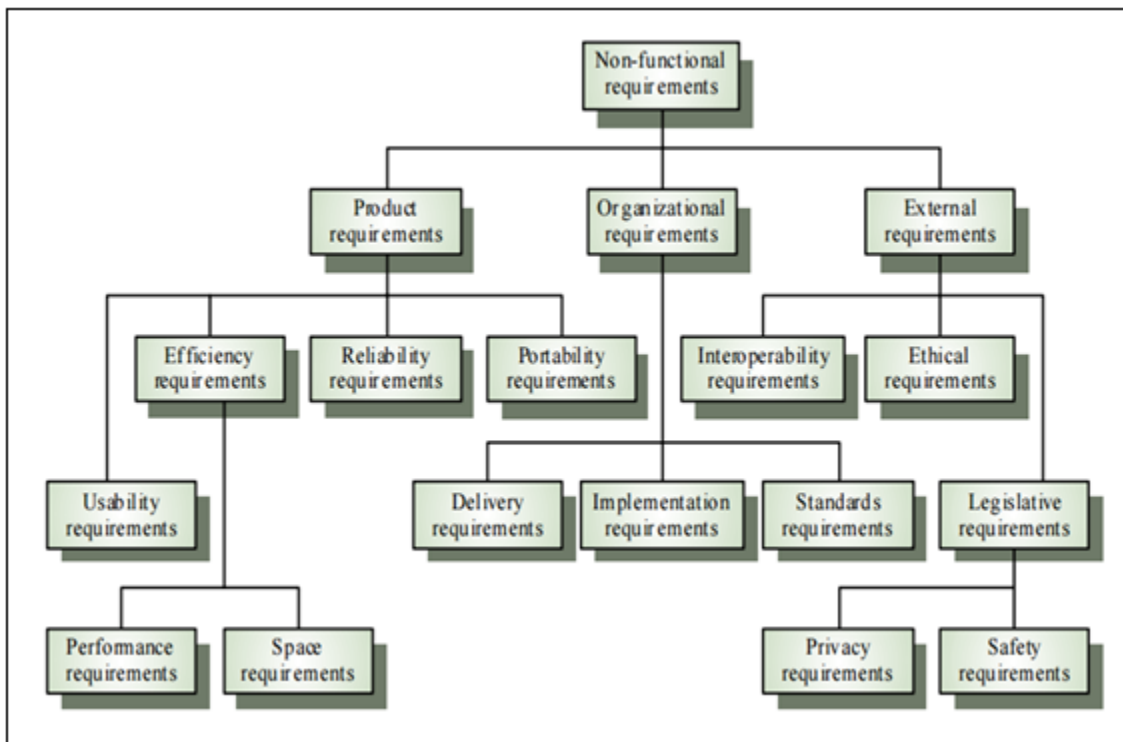 Non-functional
requirements
Product
requirements
Organizational
requirements
External
requirements
Efficiency
requirements
Reliability
requirements
Portability
requirements
Interoperability
requirements
Ethical
requirements
Usability
requirements
Delivery
requirements
Implementation
requirements
Standards
requirements
Legislative
requirements
Performance
requirements
Space
requirements
Privacy
requirements
Safety
requirements